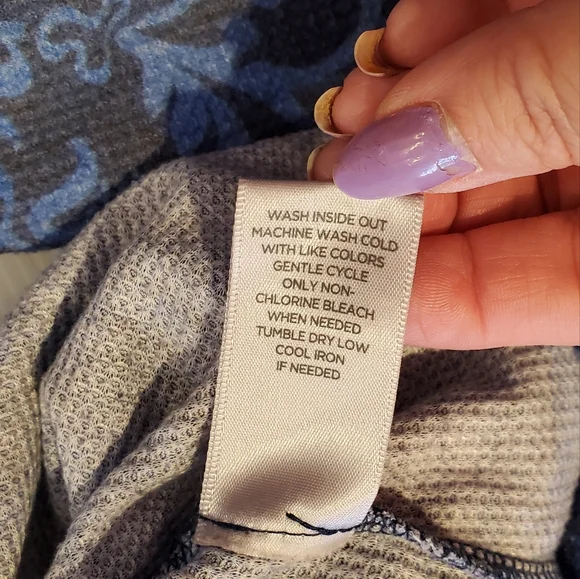 WASH INSIDE OUT
MACHINE WASH COLD
WITH LIKE COLORS
GENTLE CYCLE
ONLY NON-
CHLORINE BLEACH
WHEN NEEDED
TUMBLE DRY LOW
COOL IRON
IF NEEDED